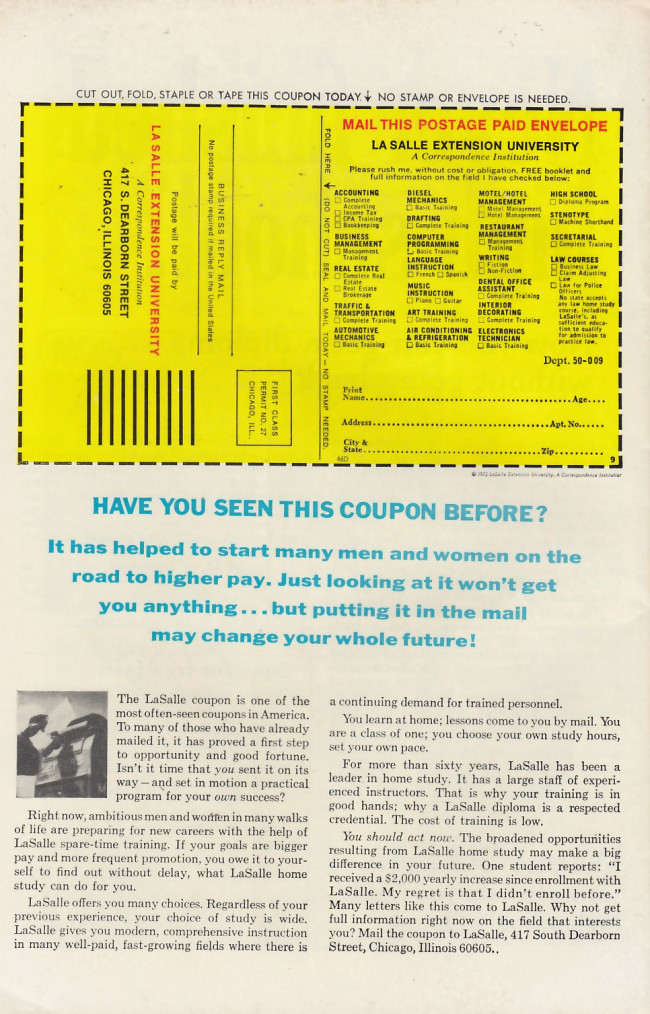 CUT OUT, FOLD, STAPLE OR TAPE THIS COUPON TODAY. ↓ NO STAMP OR ENVELOPE IS NEEDED.
LA SALLE EXTENSION UNIVERSITY
A Correspondence Institution
417 S. DEARBORN STREET
CHICAGO, ILLINOIS 60605
Postage will be paid by
BUSINESS REPLY MAIL
No postage stamp required if mailed in the United States
FIRST CLASS
PERMIT NO. 27
CHICAGO, ILL.
FOLD HERE → (DO NOT CUT) SEAL AND MAIL TODAY — NO STAMP NEEDED.
MAIL THIS POSTAGE PAID ENVELOPE
LA SALLE EXTENSION UNIVERSITY
A Correspondence Institution
Please rush me, without cost or obligation, FREE booklet and
full information on the field I have checked below:
ACCOUNTING
☐ Complete
Accounting
☐ Income Tax
☐ CPA Training
☐ Bookkeeping
BUSINESS
MANAGEMENT
☐ Management
Training
REAL ESTATE
☐ Complete Real
Estate
☐ Real Estate
Brokerage
TRAFFIC &
TRANSPORTATION
☐ Complete Training
AUTOMOTIVE
MECHANICS
☐ Basic Training
DIESEL
MECHANICS
☐ Basic Training
DRAFTING
☐ Complete Training
COMPUTER
PROGRAMMING
☐ Basic Training
LANGUAGE
INSTRUCTION
☐ French ☐ Spanish
MUSIC
INSTRUCTION
☐ Piano ☐ Guitar
ART TRAINING
☐ Complete Training
AIR CONDITIONING
& REFRIGERATION
☐ Basic Training
MOTEL/HOTEL
MANAGEMENT
☐ Motel Management
☐ Hotel Management
RESTAURANT
MANAGEMENT
☐ Management
Training
WRITING
☐ Fiction
☐ Non-Fiction
DENTAL OFFICE
ASSISTANT
☐ Complete Training
INTERIOR
DECORATING
☐ Complete Training
ELECTRONICS
TECHNICIAN
☐ Basic Training
HIGH SCHOOL
☐ Diploma Program
STENOTYPE
☐ Machine Shorthand
SECRETARIAL
☐ Complete Training
LAW COURSES
☐ Business Law
☐ Claim Adjusting
Law
☐ Law for Police
Officers
No state accepts
any law home study
course, including
LaSalle's, as
sufficient educa-
tion to qualify
for admission to
practice law.
Dept. 50-009
Print
Name....................Age....
Address....................Apt. No......
City &
State....................Zip..........
46D
9
© 1972 LaSalle Extension University, A Correspondence Institution
HAVE YOU SEEN THIS COUPON BEFORE?
It has helped to start many men and women on the
road to higher pay. Just looking at it won't get
you anything...but putting it in the mail
may change your whole future!
The LaSalle coupon is one of the
most often-seen coupons in America.
To many of those who have already
mailed it, it has proved a first step
to opportunity and good fortune.
Isn't it time that you sent it on its
way—and set in motion a practical
program for your own success?
Right now, ambitious men and women in many walks
of life are preparing for new careers with the help of
LaSalle spare-time training. If your goals are bigger
pay and more frequent promotion, you owe it to your-
self to find out without delay, what LaSalle home
study can do for you.
LaSalle offers you many choices. Regardless of your
previous experience, your choice of study is wide.
LaSalle gives you modern, comprehensive instruction
in many well-paid, fast-growing fields where there is
a continuing demand for trained personnel.
You learn at home; lessons come to you by mail. You
are a class of one; you choose your own study hours,
set your own pace.
For more than sixty years, LaSalle has been a
leader in home study. It has a large staff of experi-
enced instructors. That is why your training is in
good hands; why a LaSalle diploma is a respected
credential. The cost of training is low.
You should act now. The broadened opportunities
resulting from LaSalle home study may make a big
difference in your future. One student reports: "I
received a $2,000 yearly increase since enrollment with
LaSalle. My regret is that I didn't enroll before."
Many letters like this come to LaSalle. Why not get
full information right now on the field that interests
you? Mail the coupon to LaSalle, 417 South Dearborn
Street, Chicago, Illinois 60605..